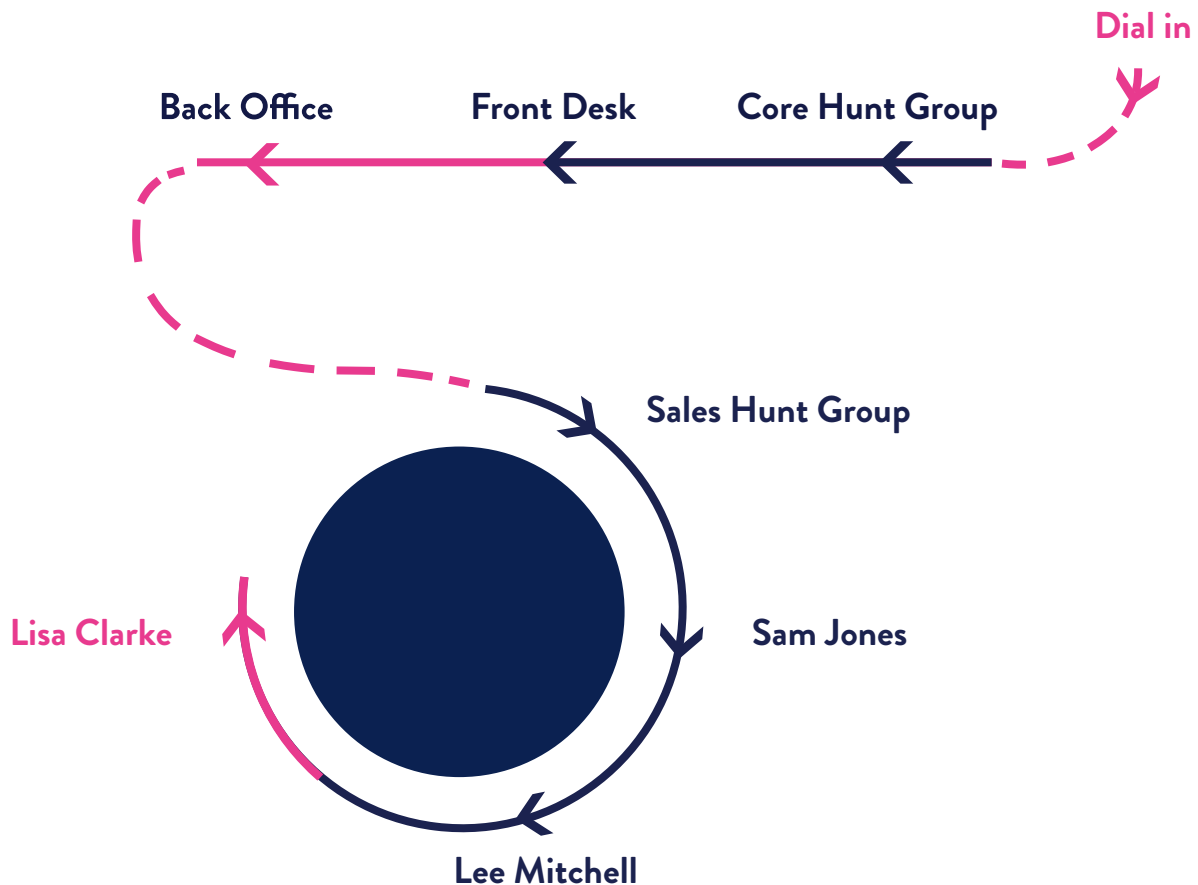 Dial in
Back Office
Front Desk
Core Hunt Group
Sales Hunt Group
Lisa Clarke
Sam Jones
Lee Mitchell